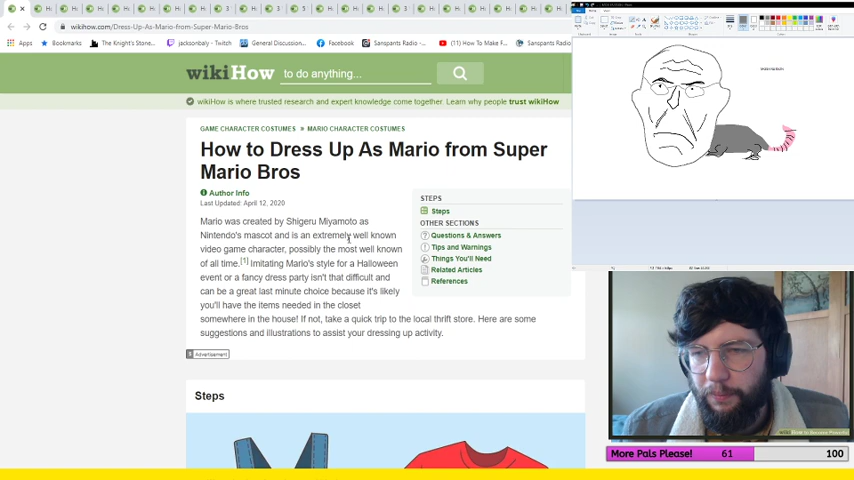 wikihow.com/Dress-Up-As-Mario-from-Super-Mario-Bros
Apps
Bookmarks
The Knight's Stone...
jacksonbaly - Twitch
General Discussion...
Facebook
Sanspants Radio -...
(11) How To Make F...
Sanspants Radio
wikiHow
to do anything...
wikiHow is where trusted research and expert knowledge come together. Learn why people trust wikiHow
GAME CHARACTER COSTUMES » MARIO CHARACTER COSTUMES
How to Dress Up As Mario from Super
Mario Bros
Author Info
Last Updated: April 12, 2020
Mario was created by Shigeru Miyamoto as
Nintendo's mascot and is an extremely well known
video game character, possibly the most well known
of all time.[1] Imitating Mario's style for a Halloween
event or a fancy dress party isn't that difficult and
can be a great last minute choice because it's likely
you'll have the items needed in the closet
somewhere in the house! If not, take a quick trip to the local thrift store. Here are some
suggestions and illustrations to assist your dressing up activity.
STEPS
Steps
OTHER SECTIONS
Questions & Answers
Tips and Warnings
Things You'll Need
Related Articles
References
Advertisement
Steps
More Pals Please! 61 100